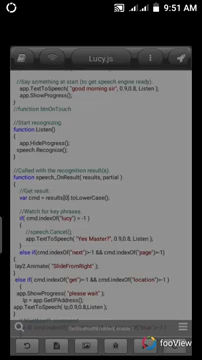 9:51 AM
Lucy.js
//Say something at start (to get speech engine ready)
app.TextToSpeech( "good morning sir", 0.9,0.8, Listen );
app.ShowProgress();
//function btnOnTouch
//Start recognizing.
function Listen()
{
app.HideProgress();
speech.Recognize();
}
//Called with the recognition result(s).
function speech_OnResult( results, partial )
{
//Get result.
var cmd = results[0].toLowerCase();
//Watch for key phrases.
if( cmd.indexOf("lucy") > -1 )
{
//speech.Cancel();
app.TextToSpeech( "Yes Master?", 0.9,0.8, Listen );
}
else if(cmd.indexOf("next")>-1 && cmd.indexOf("page")>-1)
{
lay2.Animate( "SlideFromRight" );
}
else if( cmd.indexOf("ip")>-1 && cmd.indexOf("location")>-1 )
{
app.ShowProgress( "please wait" );
ip = app.GetIPAddress();
app.TextToSpeech( ip,0.9,0.8,Listen);
fooView